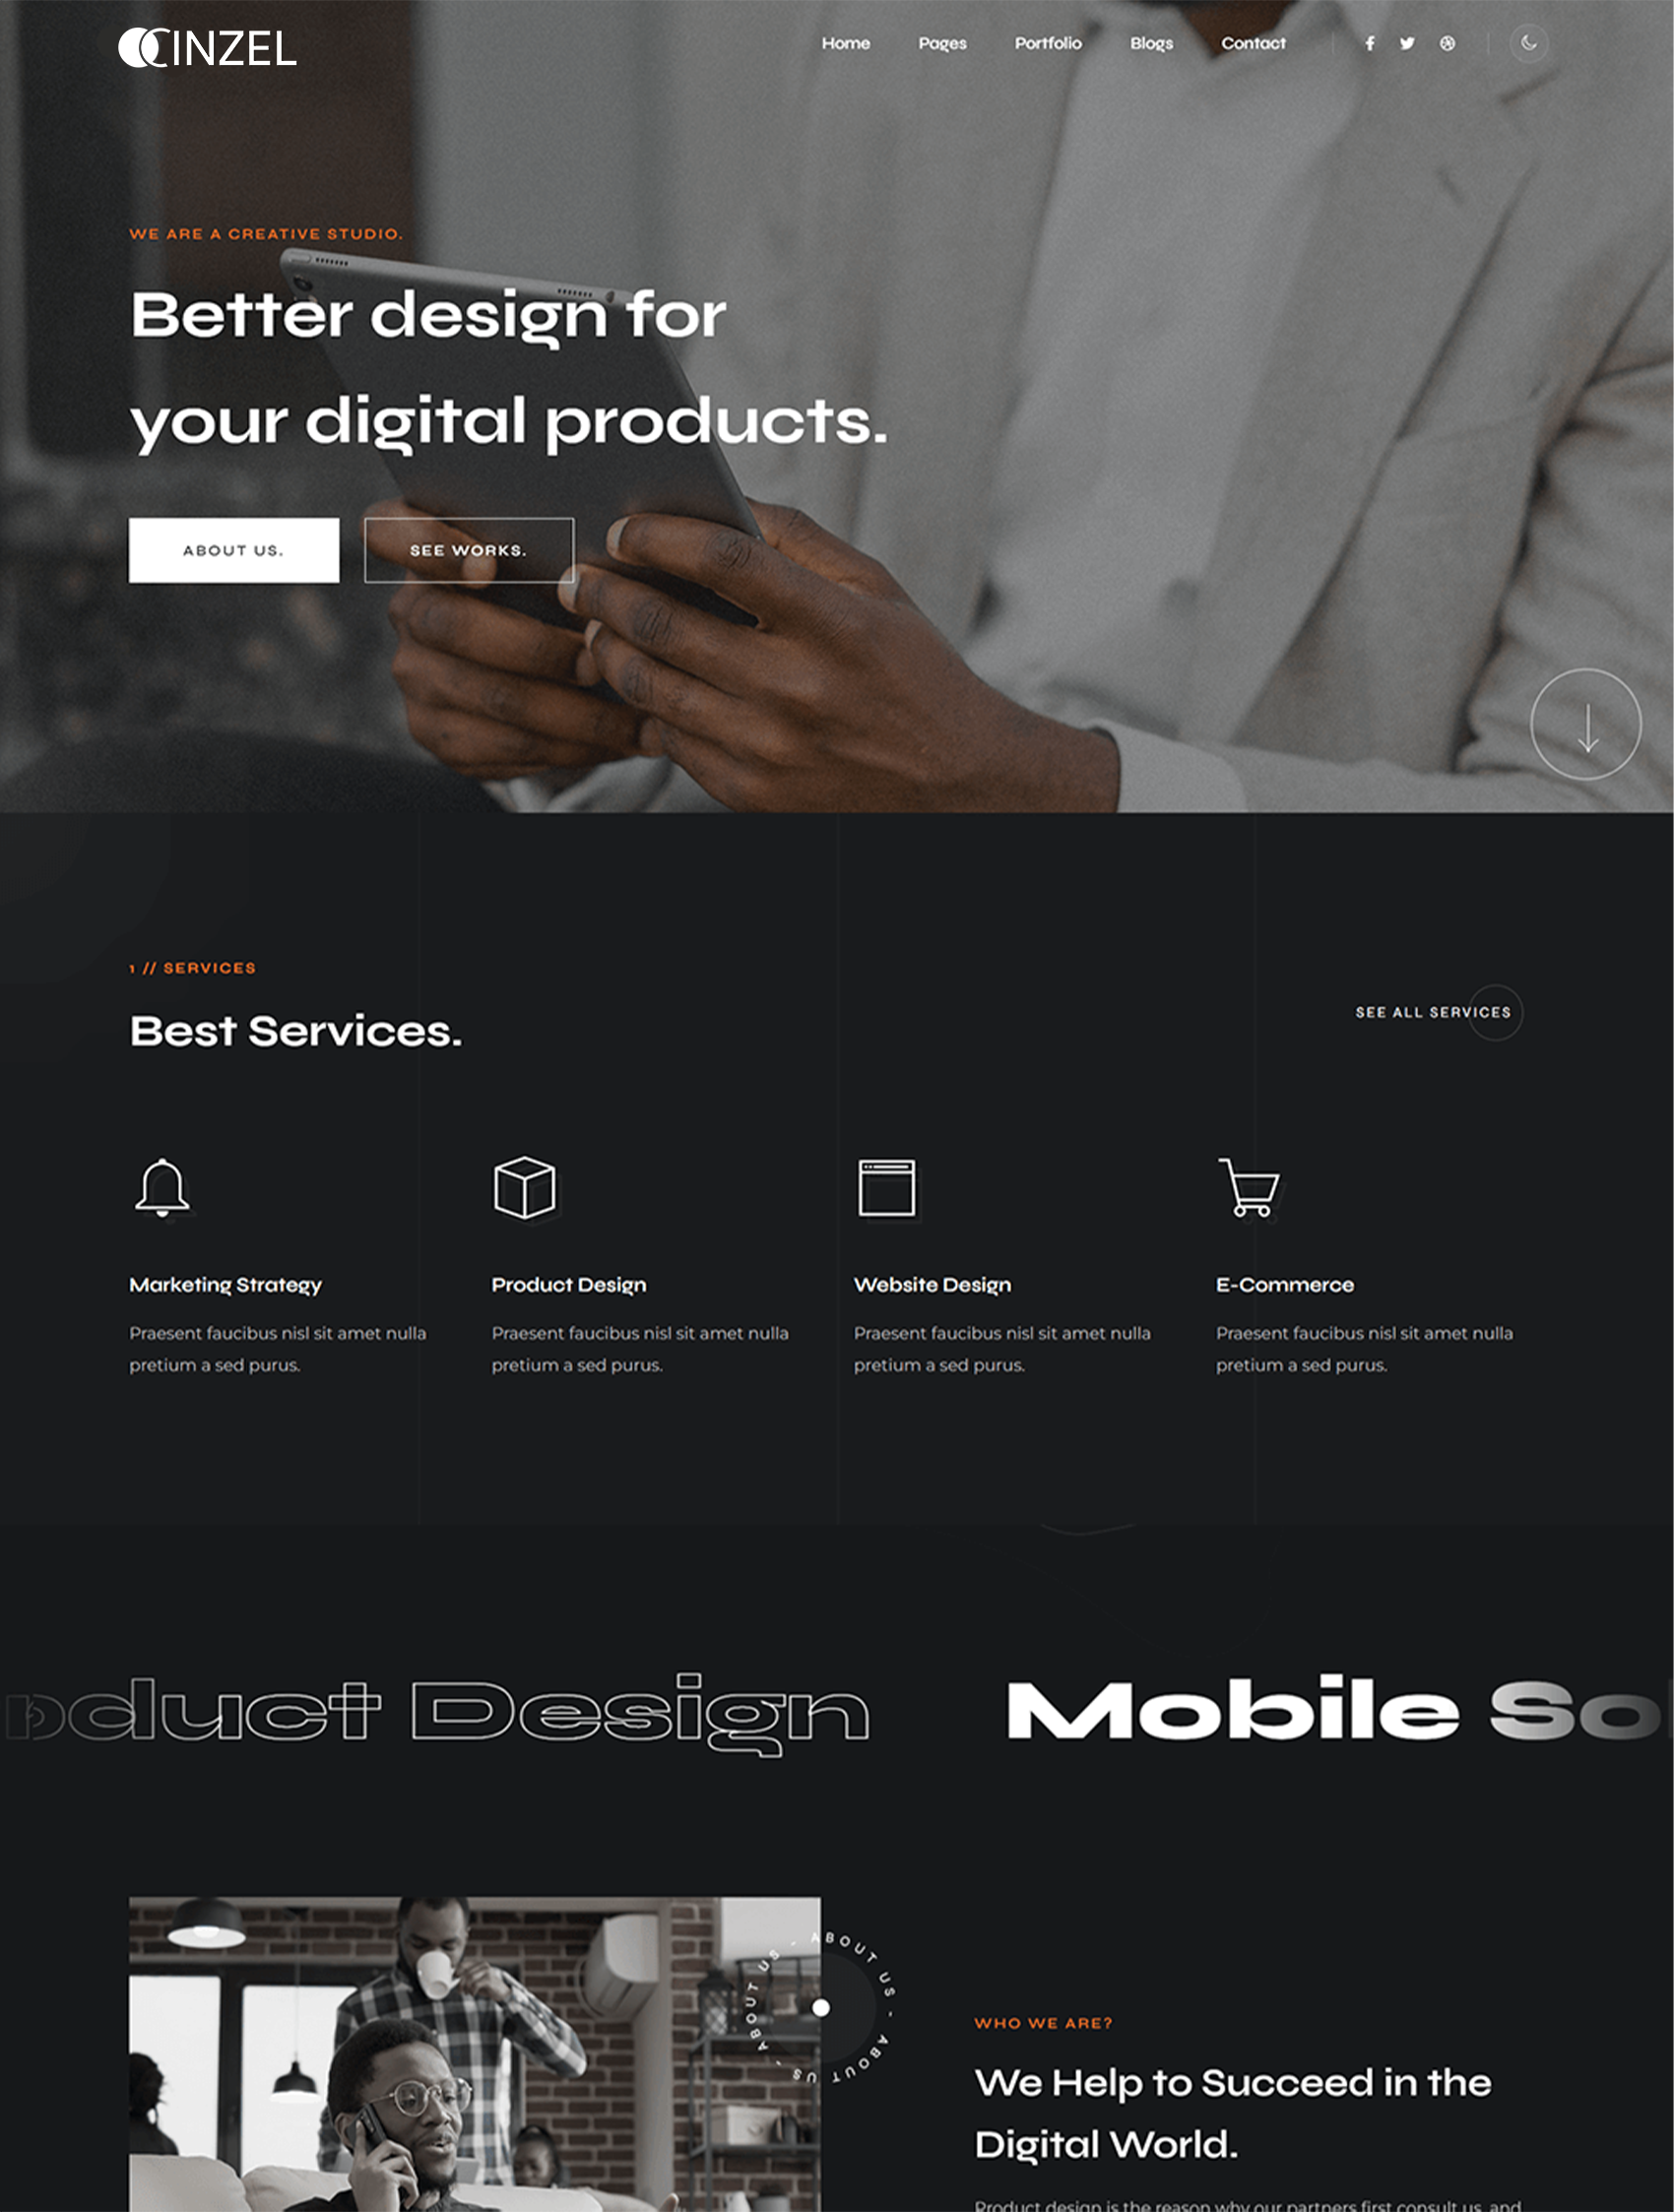 CINZEL
Home Pages Portfolio Blogs Contact
WE ARE A CREATIVE STUDIO.
Better design for
your digital products.
ABOUT US. SEE WORKS.
1 // SERVICES
Best Services.
SEE ALL SERVICES
Marketing Strategy
Praesent faucibus nisl sit amet nulla
pretium a sed purus.
Product Design
Praesent faucibus nisl sit amet nulla
pretium a sed purus.
Website Design
Praesent faucibus nisl sit amet nulla
pretium a sed purus.
E-Commerce
Praesent faucibus nisl sit amet nulla
pretium a sed purus.
oduct Design Mobile So
ABOUT US - ABOUT US - ABOUT US -
WHO WE ARE?
We Help to Succeed in the
Digital World.
Product design is the reason why our partners first consult us, and